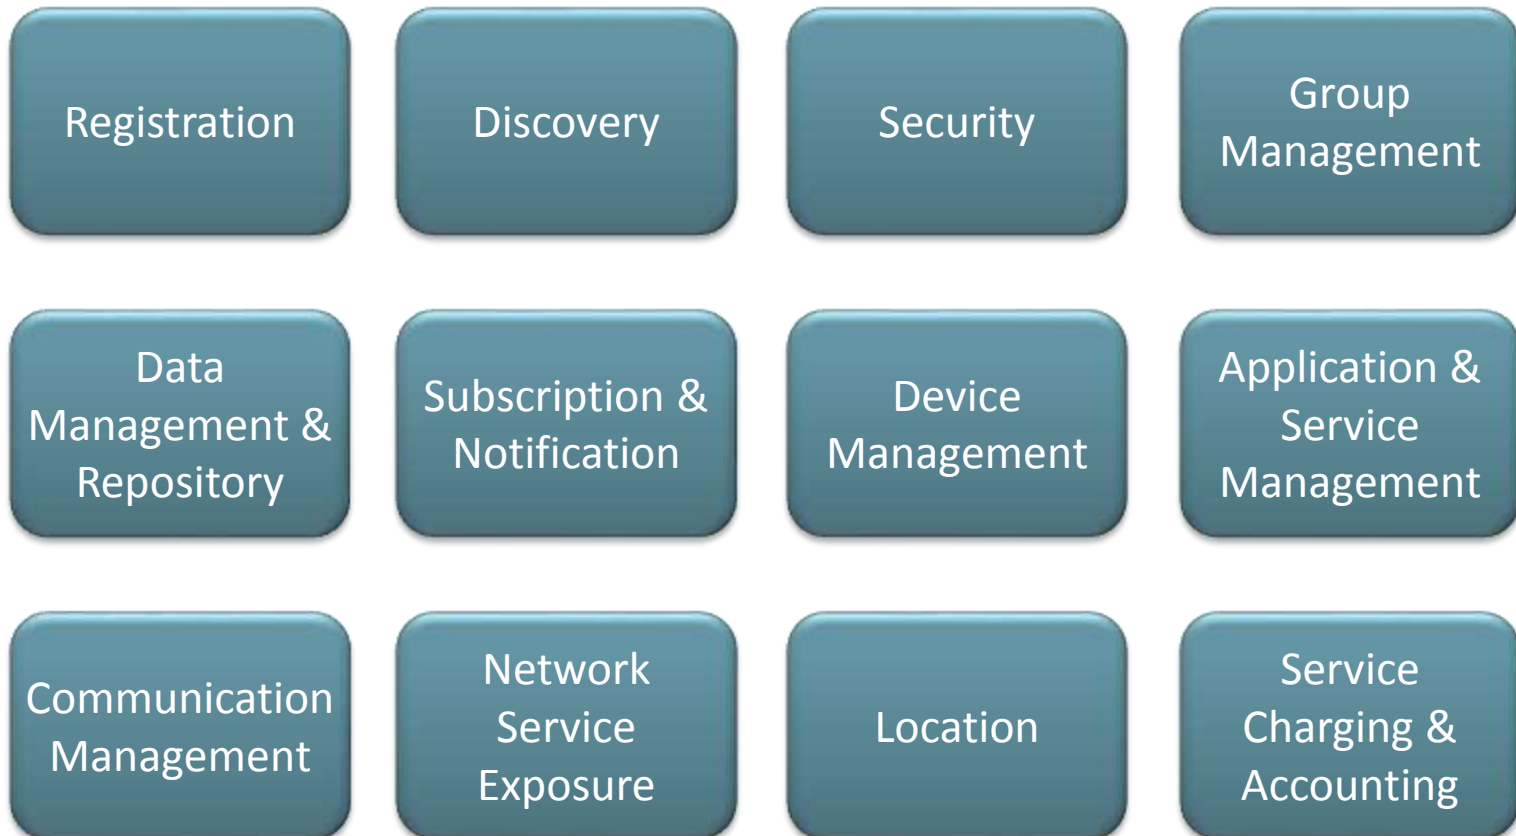 Registration
Discovery
Security
Group
Management
Data
Management &
Repository
Subscription &
Notification
Device
Management
Application &
Service
Management
Communication
Management
Network
Service
Exposure
Location
Service
Charging &
Accounting